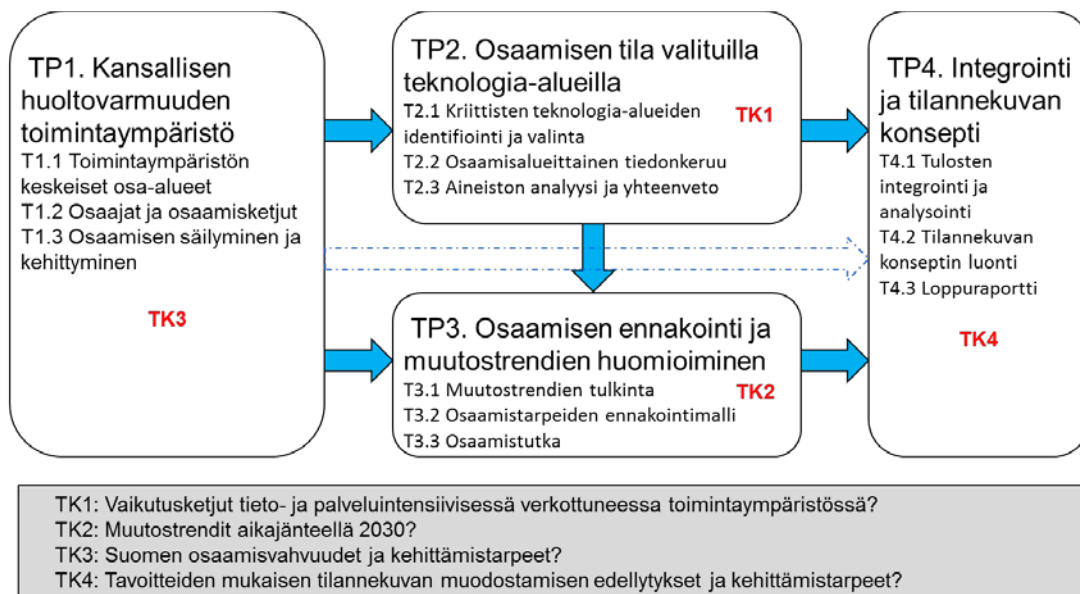 TP1. Kansallisen
huoltovarmuuden
toimintaympäristö
T1.1 Toimintaympäristön
keskeiset osa-alueet
T1.2 Osaajat ja osaamisketjut
T1.3 Osaamisen säilyminen ja
kehittyminen
TK3
TP2. Osaamisen tila valituilla
teknologia-alueilla
T2.1 Kriittisten teknologia-alueiden
identifiointi ja valinta
T2.2 Osaamisalueittainen tiedonkeruu
T2.3 Aineiston analyysi ja yhteenveto
TK1
TP3. Osaamisen ennakointi ja
muutostrendien huomioiminen
T3.1 Muutostrendien tulkinta
T3.2 Osaamistarpeiden ennakointimalli
T3.3 Osaamistutka
TK2
TP4. Integrointi
ja tilannekuvan
konsepti
T4.1 Tulosten
integrointi ja
analysointi
T4.2 Tilannekuvan
konseptin luonti
T4.3 Loppuraportti
TK4
TK1: Vaikutusketjut tieto- ja palveluintensiivisessä verkottuneessa toimintaympäristössä?
TK2: Muutostrendit aikajänteellä 2030?
TK3: Suomen osaamisvahvuudet ja kehittämistarpeet?
TK4: Tavoitteiden mukaisen tilannekuvan muodostamisen edellytykset ja kehittämistarpeet?